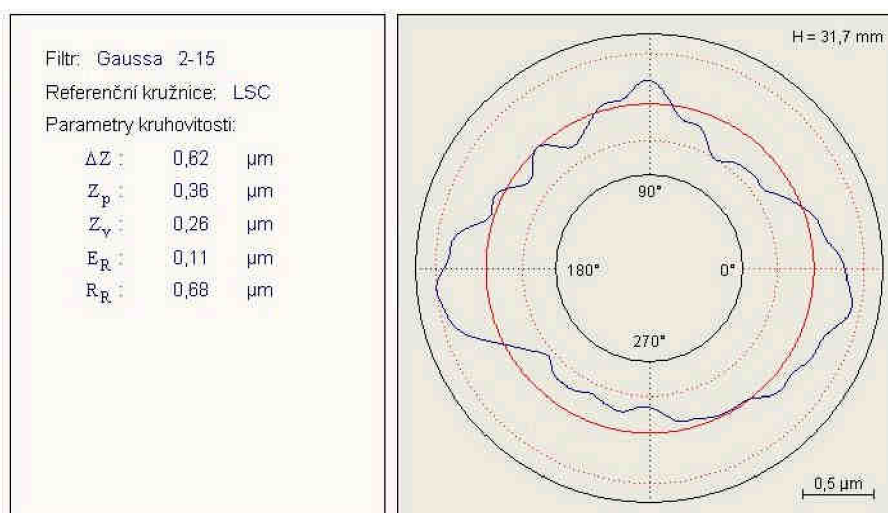 Filtr: Gaussa 2-15
Referenční kružnice: LSC
Parametry kruhovitosti:
ΔZ : 0,62 µm
Zp : 0,36 µm
Zv : 0,26 µm
ER : 0,11 µm
RR : 0,68 µm
H = 31,7 mm
90°
180°
0°
270°
0,5 µm